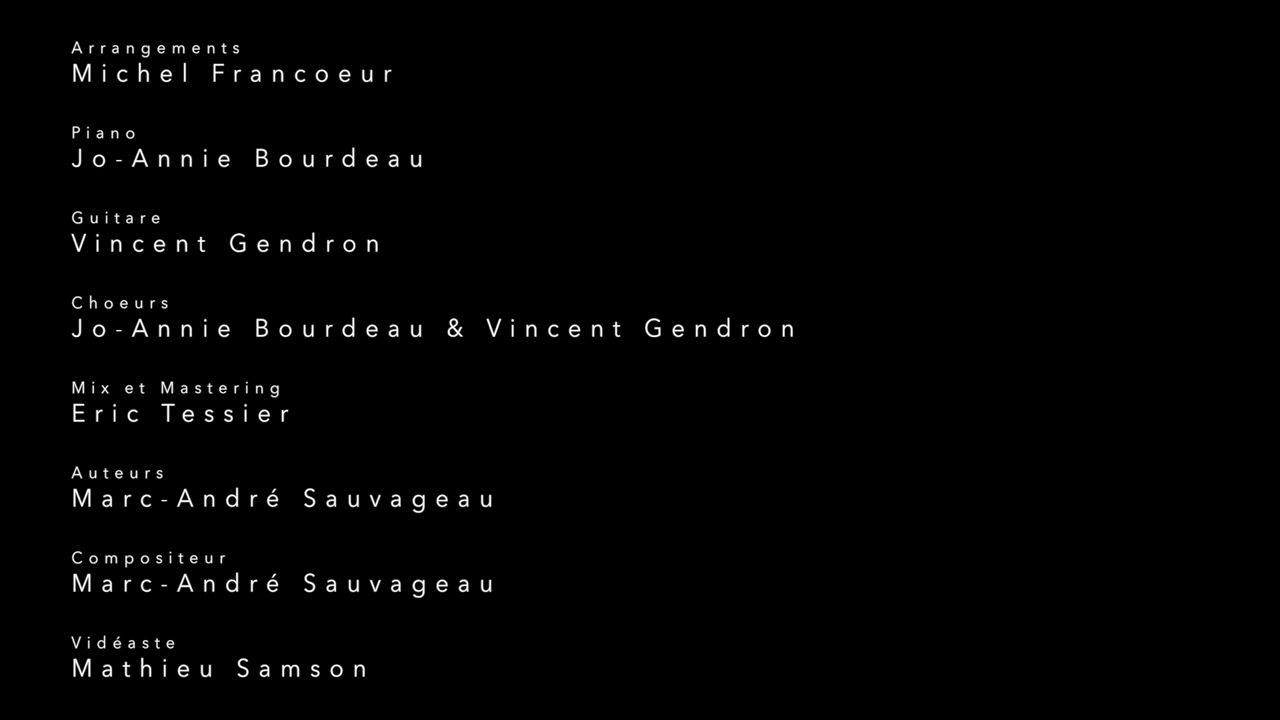 Arrangements
Michel Francoeur
Piano
Jo-Annie Bourdeau
Guitare
Vincent Gendron
Choeurs
Jo-Annie Bourdeau & Vincent Gendron
Mix et Mastering
Eric Tessier
Auteurs
Marc-André Sauvageau
Compositeur
Marc-André Sauvageau
Vidéaste
Mathieu Samson